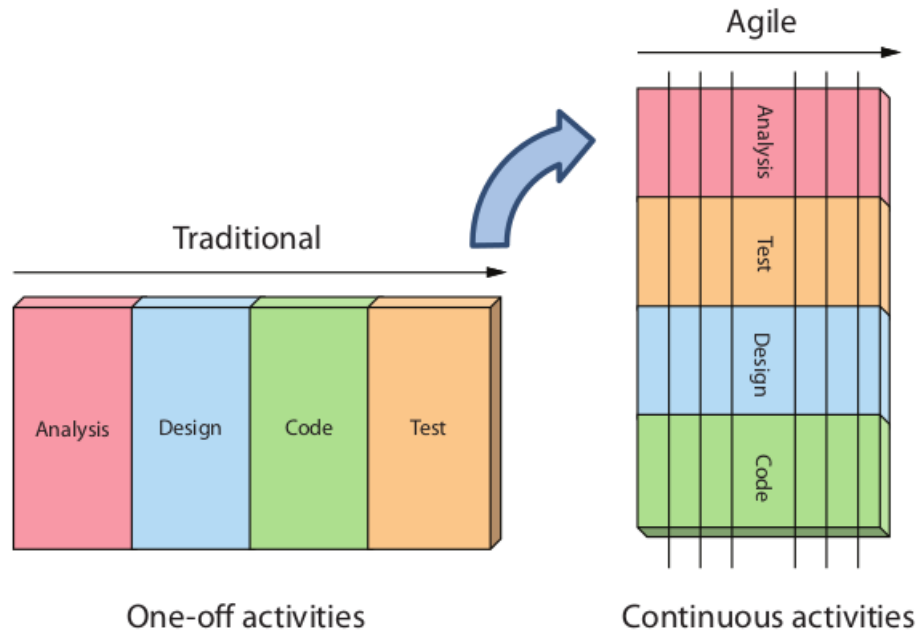 Agile
Traditional
Analysis
Design
Code
Test
Analysis
Test
Design
Code
One-off activities
Continuous activities